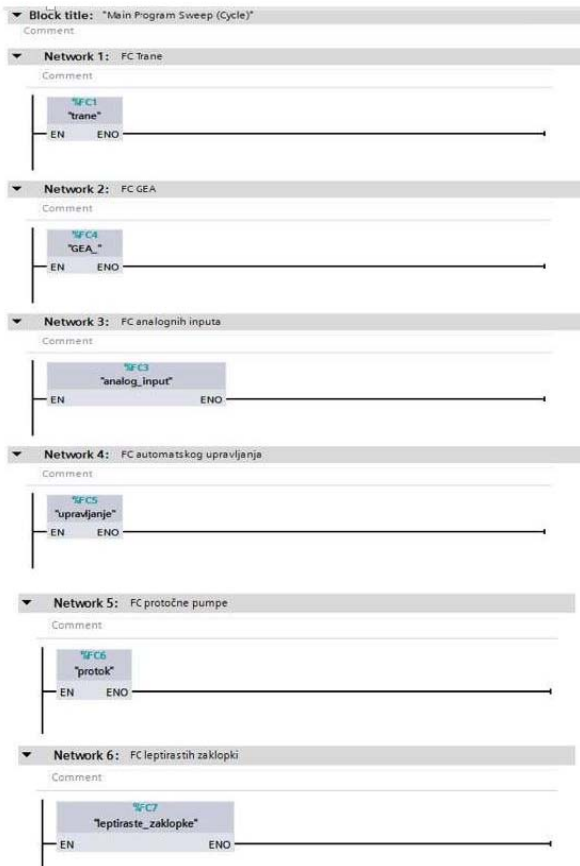 Block title: "Main Program Sweep (Cycle)"
Comment
Network 1: FC Trane
Comment
%FC1
"trane"
EN ENO
Network 2: FC GEA
Comment
%FC4
"GEA_"
EN ENO
Network 3: FC analognih inputa
Comment
%FC3
"analog_input"
EN ENO
Network 4: FC automatskog upravljanja
Comment
%FC5
"upravljanje"
EN ENO
Network 5: FC protočne pumpe
Comment
%FC6
"protok"
EN ENO
Network 6: FC leptirastih zaklopki
Comment
%FC7
"leptiraste_zaklopke"
EN ENO